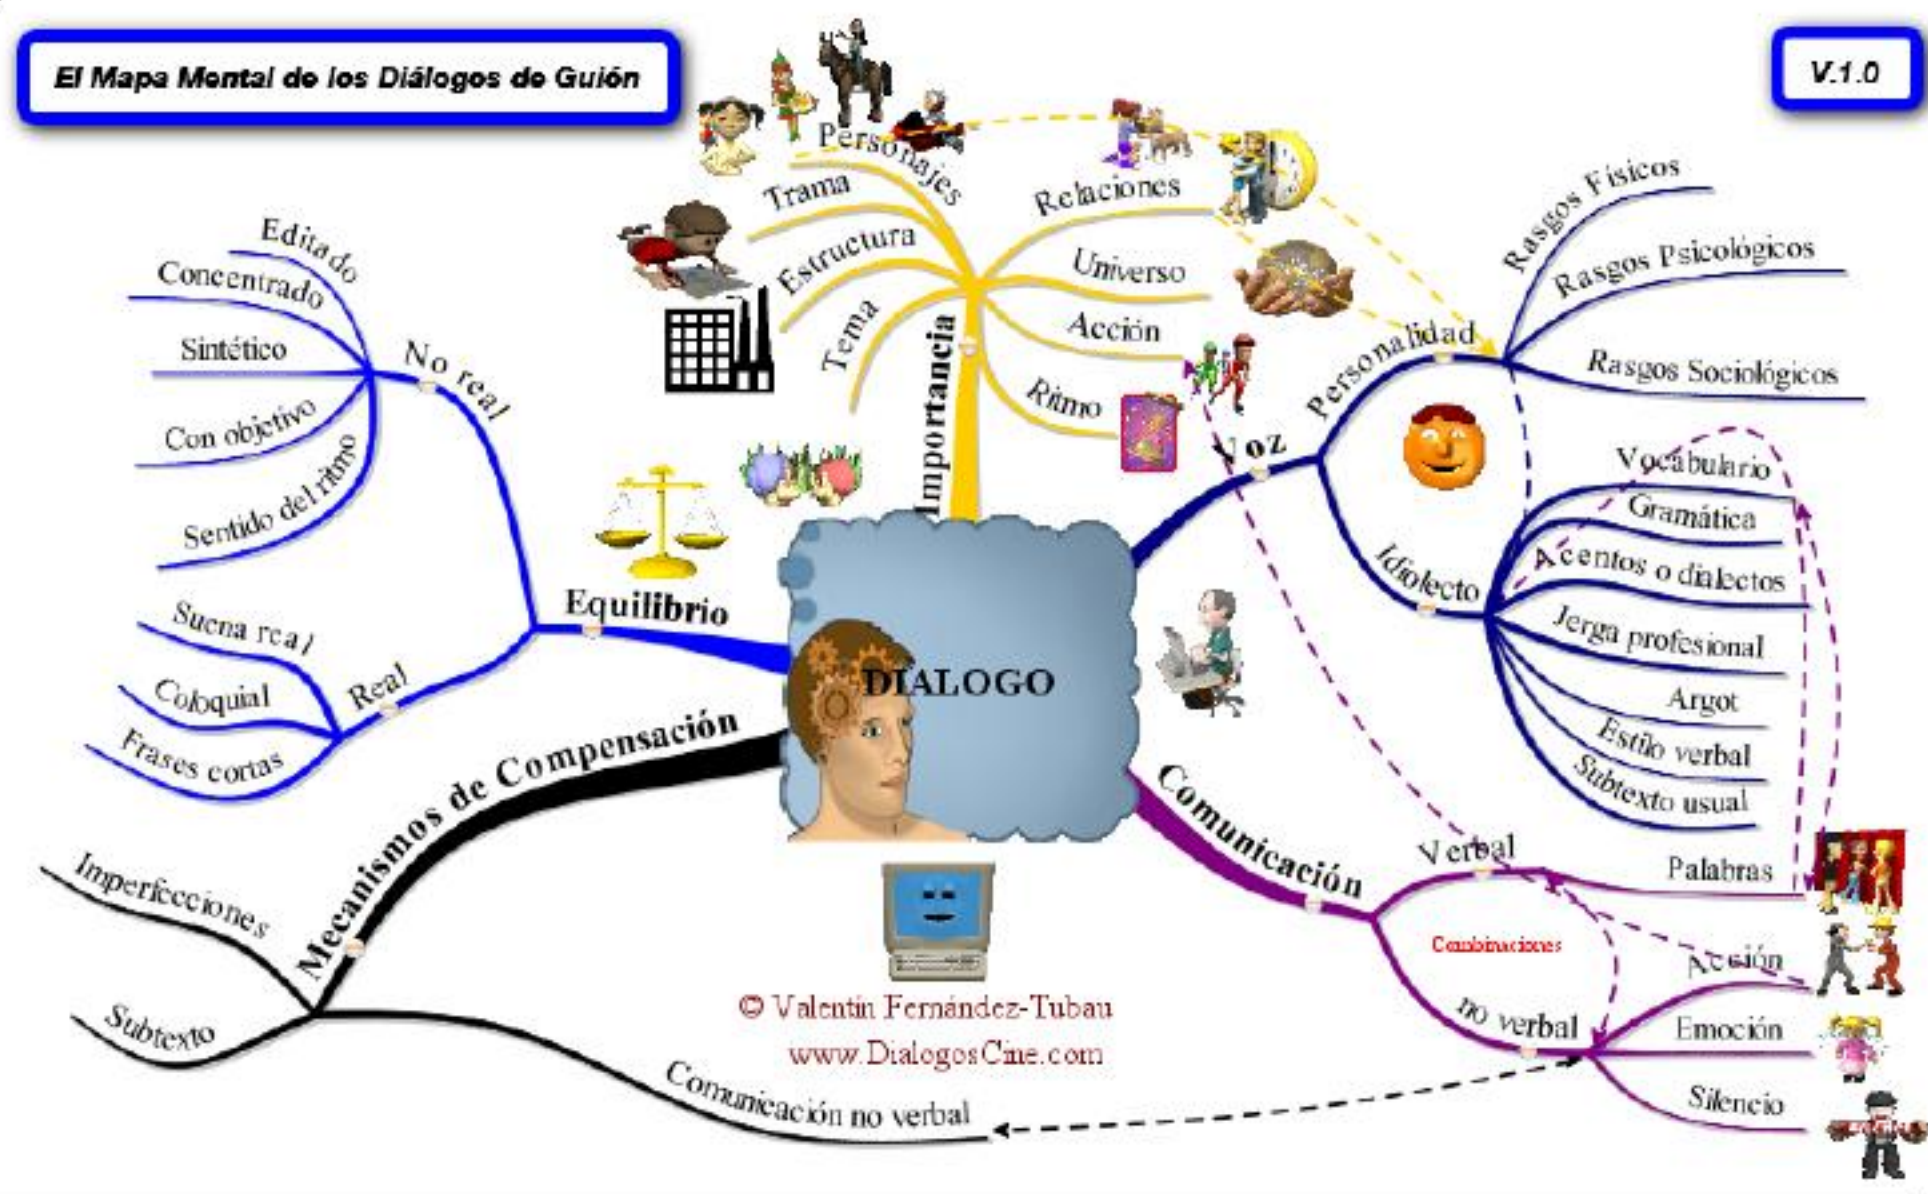 El Mapa Mental de los Diálogos de Guión
V.1.0
Personajes
Trama
Estructura
Tema
Importancia
Relaciones
Universo
Acción
Ritmo
Editado
Concentrado
Sintético
Con objetivo
Sentido del ritmo
No real
Equilibrio
Suena real
Coloquial
Frases cortas
Real
Voz
Personalidad
Rasgos Físicos
Rasgos Psicológicos
Rasgos Sociológicos
Idiolecto
Vocabulario
Gramática
Acentos o dialectos
Jerga profesional
Argot
Estilo verbal
Subtexto usual
DIALOGO
Mecanismos de Compensación
Imperfecciones
Subtexto
Comunicación no verbal
Comunicación
Verbal
Palabras
Combinaciones
no verbal
Acción
Emoción
Silencio
© Valentín Fernández-Tubau
www.DialogosCine.com